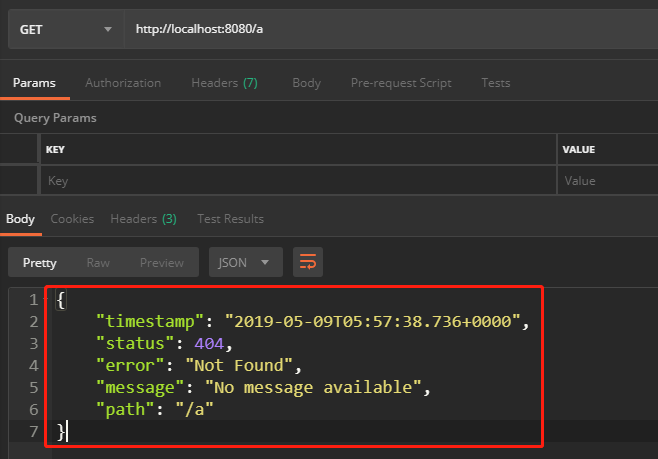 GET http://localhost:8080/a
Params Authorization Headers (7) Body Pre-request Script Tests
Query Params
KEY VALUE
Key Value
Body Cookies Headers (3) Test Results
Pretty Raw Preview JSON
1 {
2 "timestamp": "2019-05-09T05:57:38.736+0000",
3 "status": 404,
4 "error": "Not Found",
5 "message": "No message available",
6 "path": "/a"
7 }